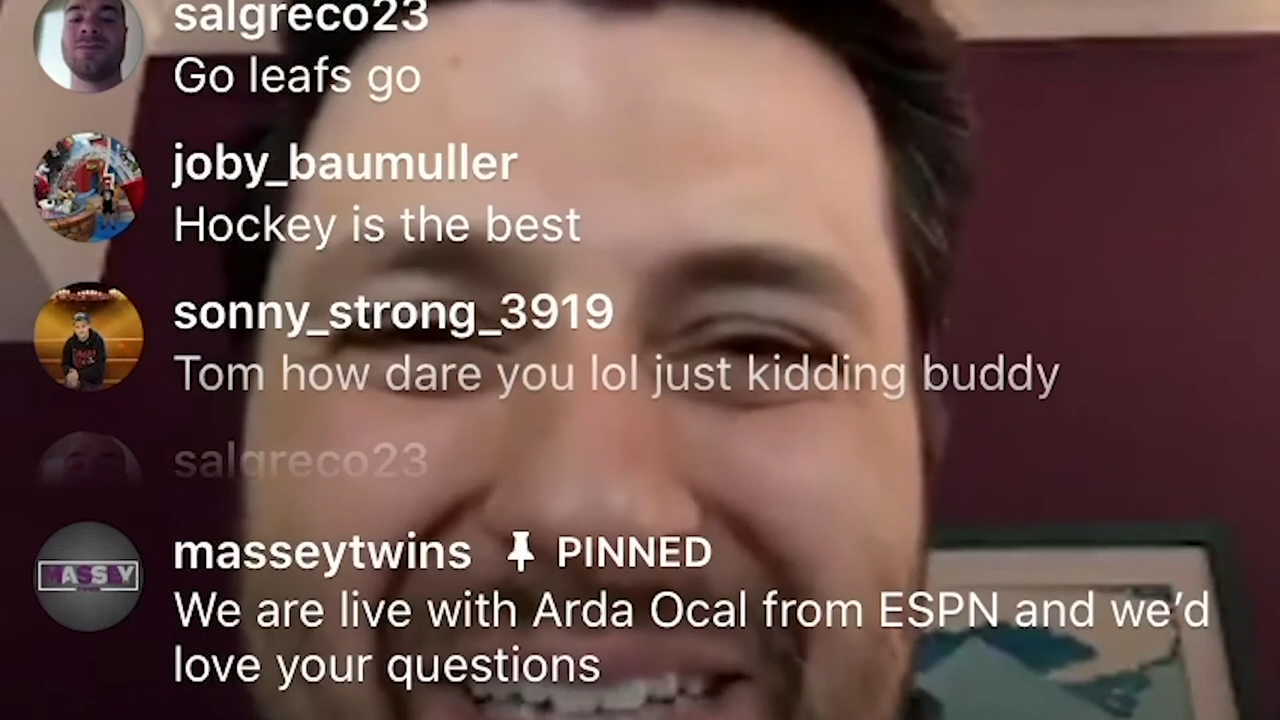 salgreco23
Go leafs go
joby_baumuller
Hockey is the best
sonny_strong_3919
Tom how dare you lol just kidding buddy
salgreco23
masseytwins PINNED
MASSEY
We are live with Arda Ocal from ESPN and we’d
love your questions